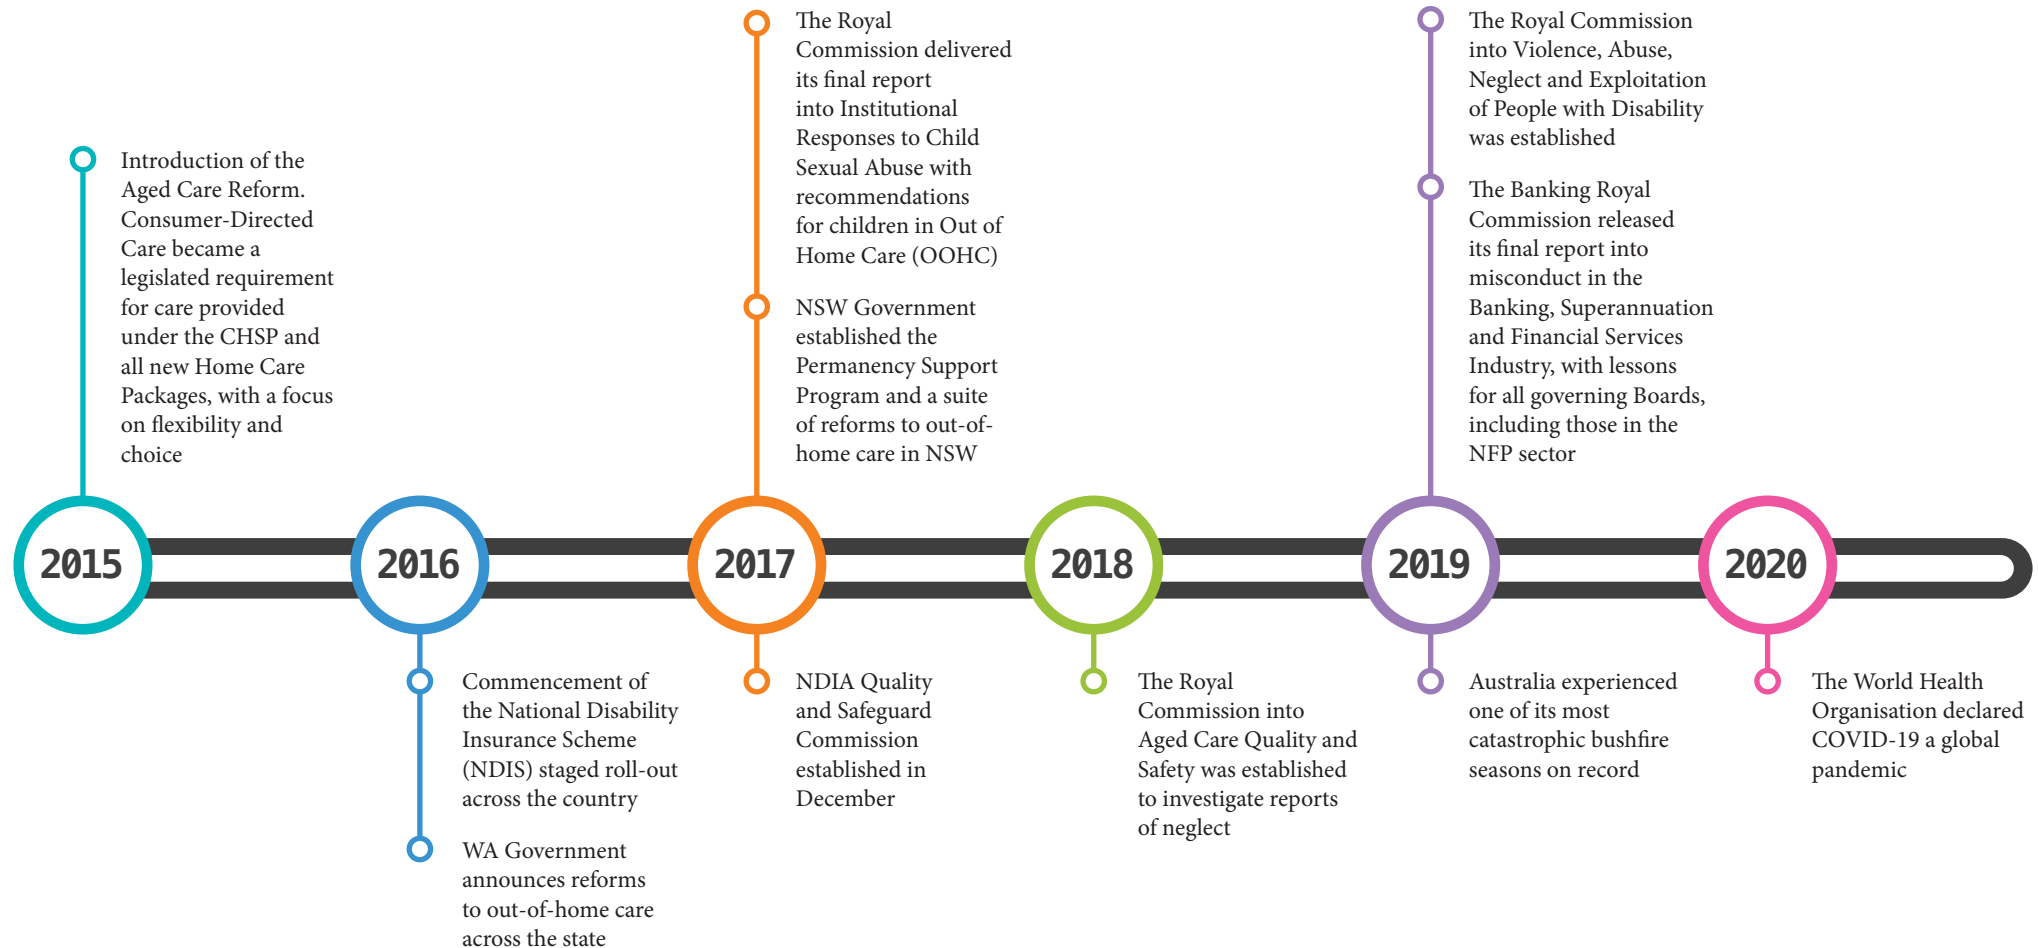 Introduction of the
Aged Care Reform.
Consumer-Directed
Care became a
legislated requirement
for care provided
under the CHSP and
all new Home Care
Packages, with a focus
on flexibility and
choice
The Royal
Commission delivered
its final report
into Institutional
Responses to Child
Sexual Abuse with
recommendations
for children in Out of
Home Care (OOHC)
NSW Government
established the
Permanency Support
Program and a suite
of reforms to out-of-
home care in NSW
The Royal Commission
into Violence, Abuse,
Neglect and Exploitation
of People with Disability
was established
The Banking Royal
Commission released
its final report into
misconduct in the
Banking, Superannuation
and Financial Services
Industry, with lessons
for all governing Boards,
including those in the
NFP sector
2015
2016
2017
2018
2019
2020
Commencement of
the National Disability
Insurance Scheme
(NDIS) staged roll-out
across the country
WA Government
announces reforms
to out-of-home care
across the state
NDIA Quality
and Safeguard
Commission
established in
December
The Royal
Commission into
Aged Care Quality and
Safety was established
to investigate reports
of neglect
Australia experienced
one of its most
catastrophic bushfire
seasons on record
The World Health
Organisation declared
COVID-19 a global
pandemic